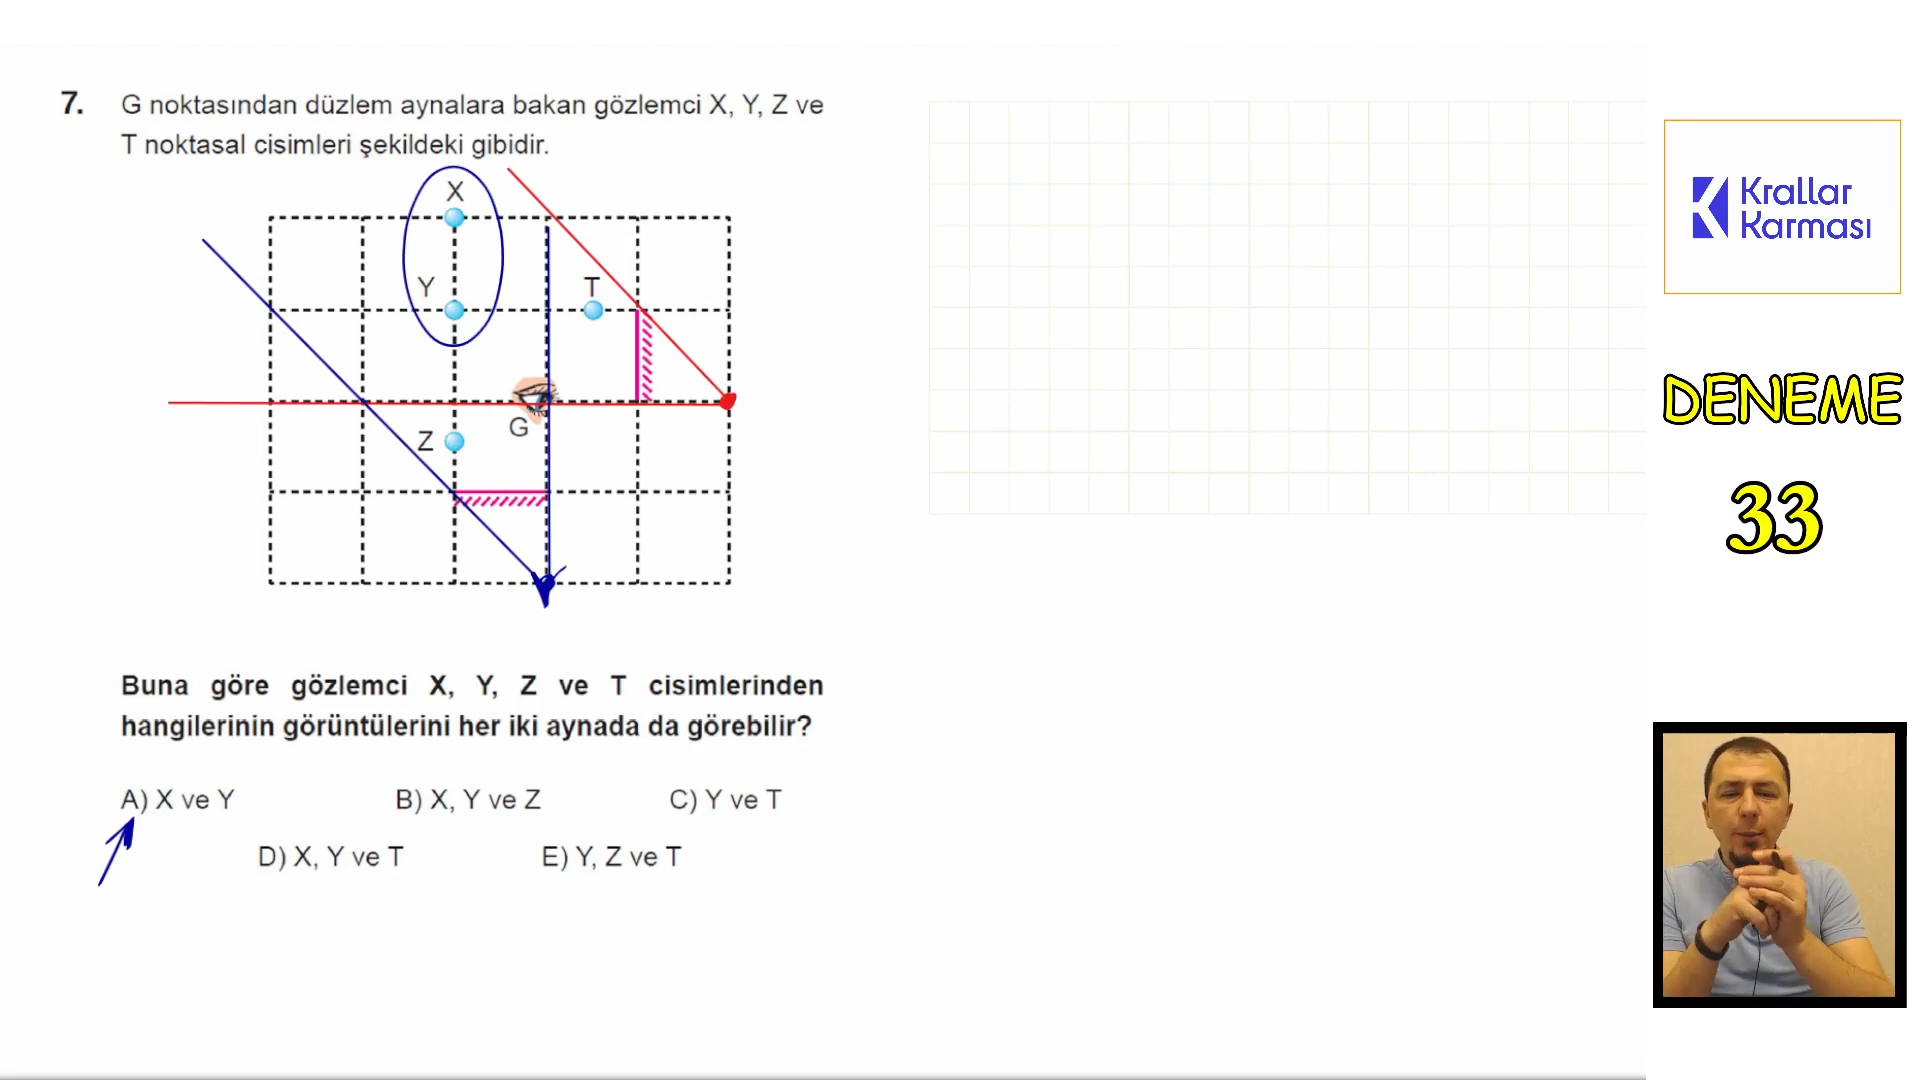 7. G noktasından düzlem aynalara bakan gözlemci X, Y, Z ve
T noktasal cisimleri şekildeki gibidir.
X
Y
T
G
Z
Buna göre gözlemci X, Y, Z ve T cisimlerinden
hangilerinin görüntülerini her iki aynada da görebilir?
A) X ve Y
B) X, Y ve Z
C) Y ve T
D) X, Y ve T
E) Y, Z ve T
Krallar
Karması
DENEME
33